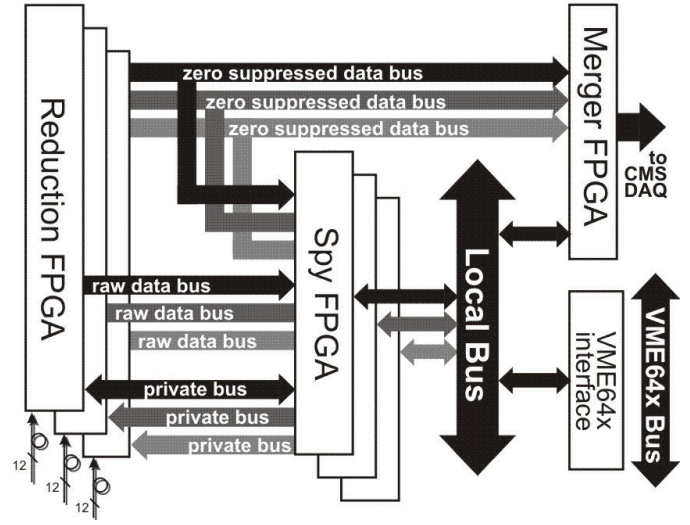 Reduction FPGA
zero suppressed data bus
zero suppressed data bus
zero suppressed data bus
Merger FPGA
to
CMS
DAQ
Spy FPGA
raw data bus
raw data bus
raw data bus
private bus
private bus
private bus
Local Bus
VME64x
interface
VME64x Bus
12
12
12